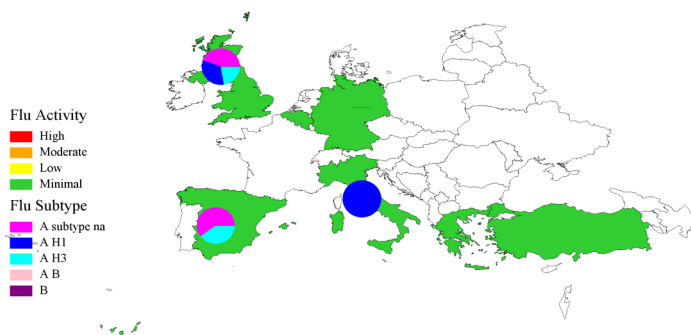 Flu Activity
High
Moderate
Low
Minimal
Flu Subtype
A subtype na
A H1
A H3
A B
B